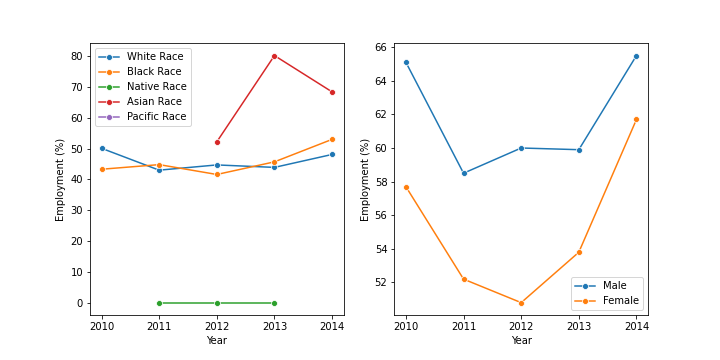 80
70
60
50
40
30
20
10
0
Employment (%)
White Race
Black Race
Native Race
Asian Race
Pacific Race
2010 2011 2012 2013 2014
Year
66
64
62
60
58
56
54
52
Employment (%)
Male
Female
2010 2011 2012 2013 2014
Year